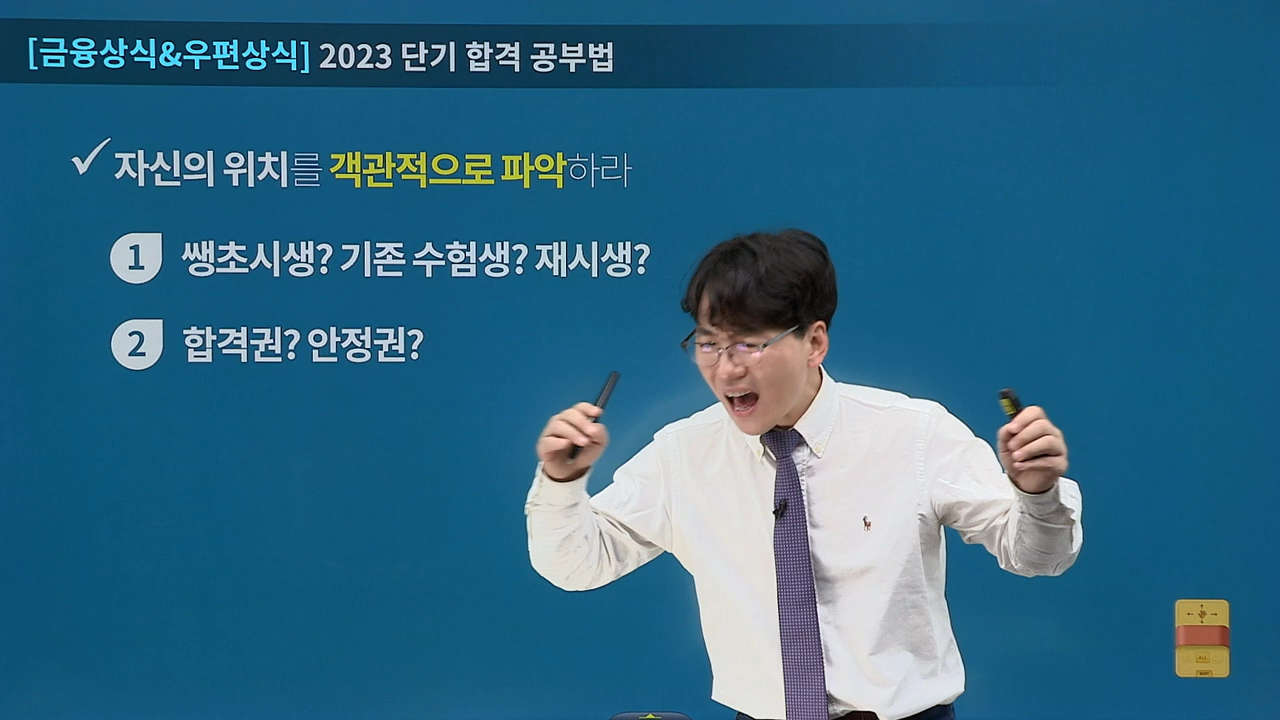 [금융상식&우편상식] 2023 단기 합격 공부법
자신의 위치를 객관적으로 파악하라
1 쌩초시생? 기존 수험생? 재시생?
2 합격권? 안정권?